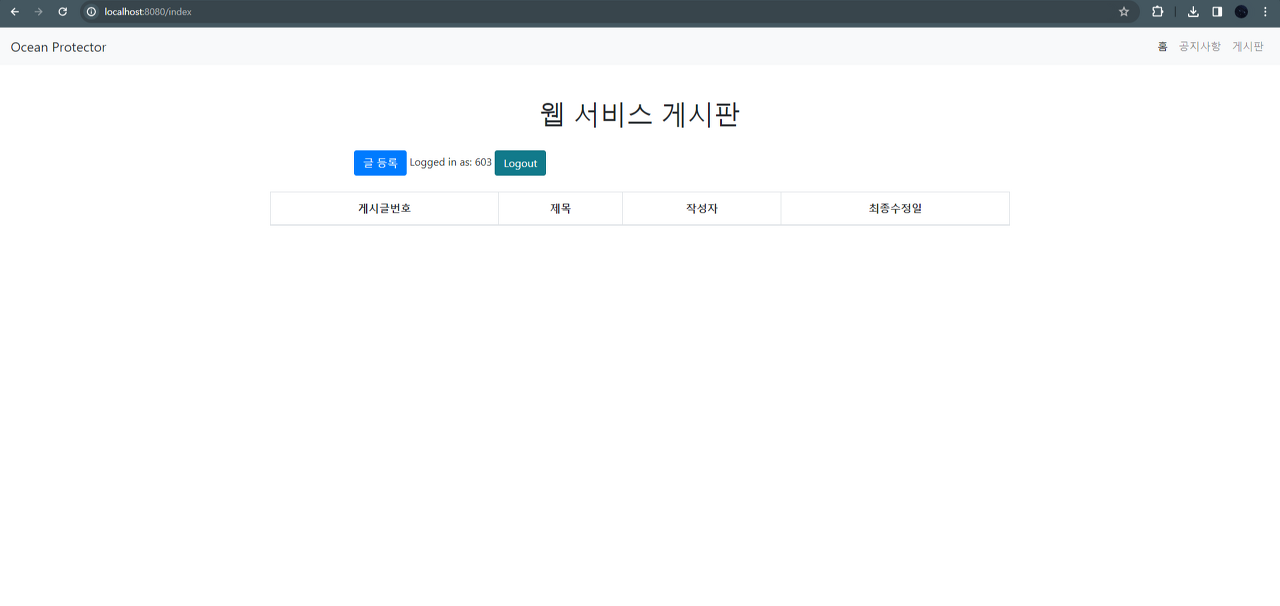 localhost:8080/index
Ocean Protector 홈 공지사항 게시판
웹 서비스 게시판
글 등록 Logged in as: 603 Logout
게시글번호 제목 작성자 최종수정일